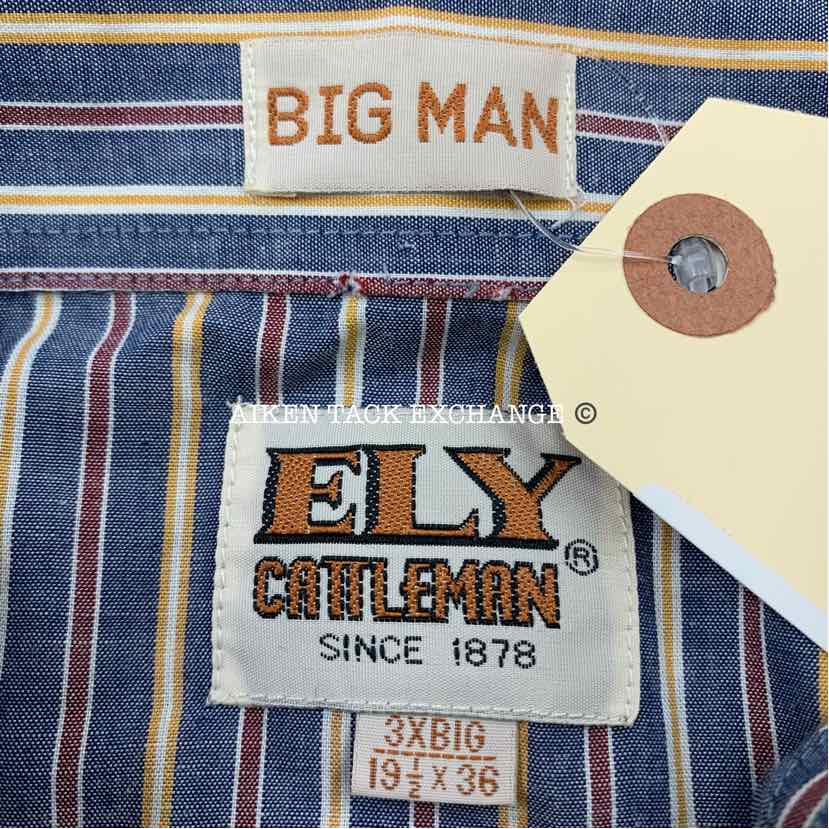 BIG MAN
AIKEN TACK EXCHANGE ©
ELY
CATTLEMAN ®
SINCE 1878
3XBIG
19 1/2 X 36